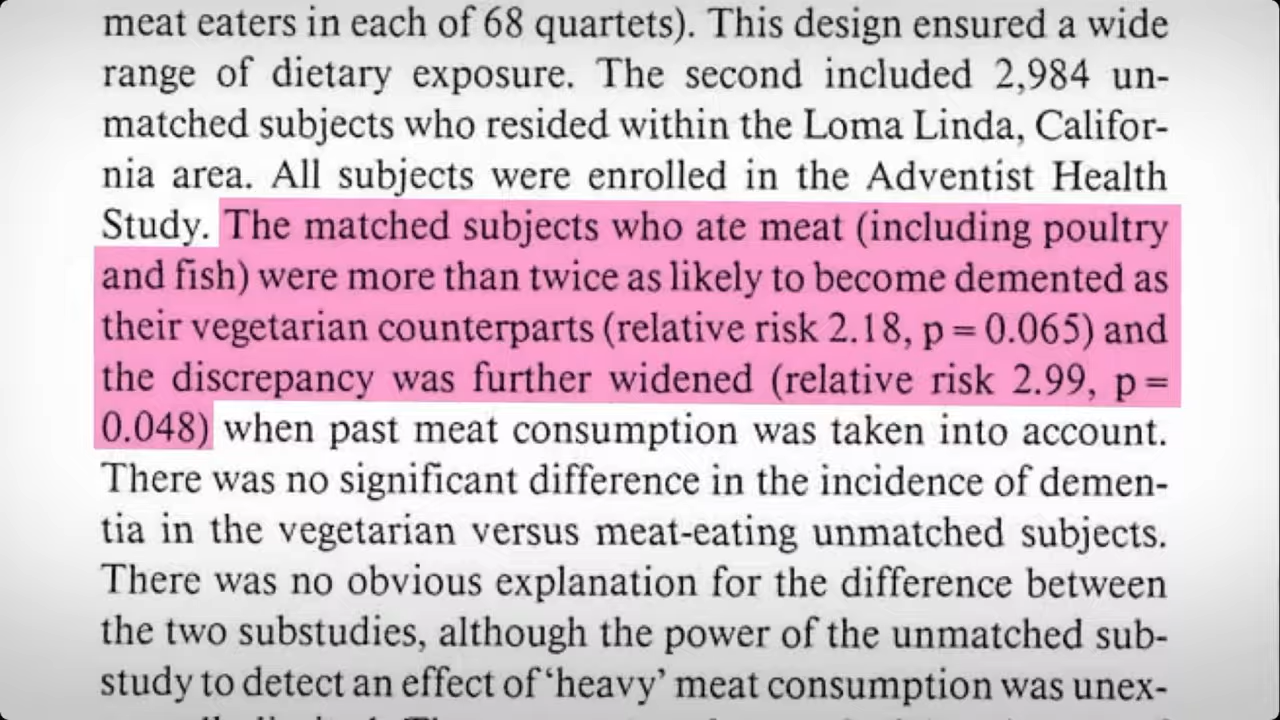 meat eaters in each of 68 quartets). This design ensured a wide
range of dietary exposure. The second included 2,984 un-
matched subjects who resided within the Loma Linda, Califor-
nia area. All subjects were enrolled in the Adventist Health
Study. The matched subjects who ate meat (including poultry
and fish) were more than twice as likely to become demented as
their vegetarian counterparts (relative risk 2.18, p = 0.065) and
the discrepancy was further widened (relative risk 2.99, p =
0.048) when past meat consumption was taken into account.
There was no significant difference in the incidence of demen-
tia in the vegetarian versus meat-eating unmatched subjects.
There was no obvious explanation for the difference between
the two substudies, although the power of the unmatched sub-
study to detect an effect of ‘heavy’ meat consumption was unex-